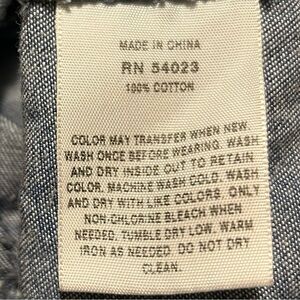 MADE IN CHINA
RN 54023
100% COTTON
COLOR MAY TRANSFER WHEN NEW.
WASH ONCE BEFORE WEARING. WASH
AND DRY INSIDE OUT TO RETAIN
COLOR. MACHINE WASH COLD. WASH
AND DRY WITH LIKE COLORS. ONLY
NON-CHLORINE BLEACH WHEN
NEEDED. TUMBLE DRY LOW. WARM
IRON AS NEEDED. DO NOT DRY
CLEAN.